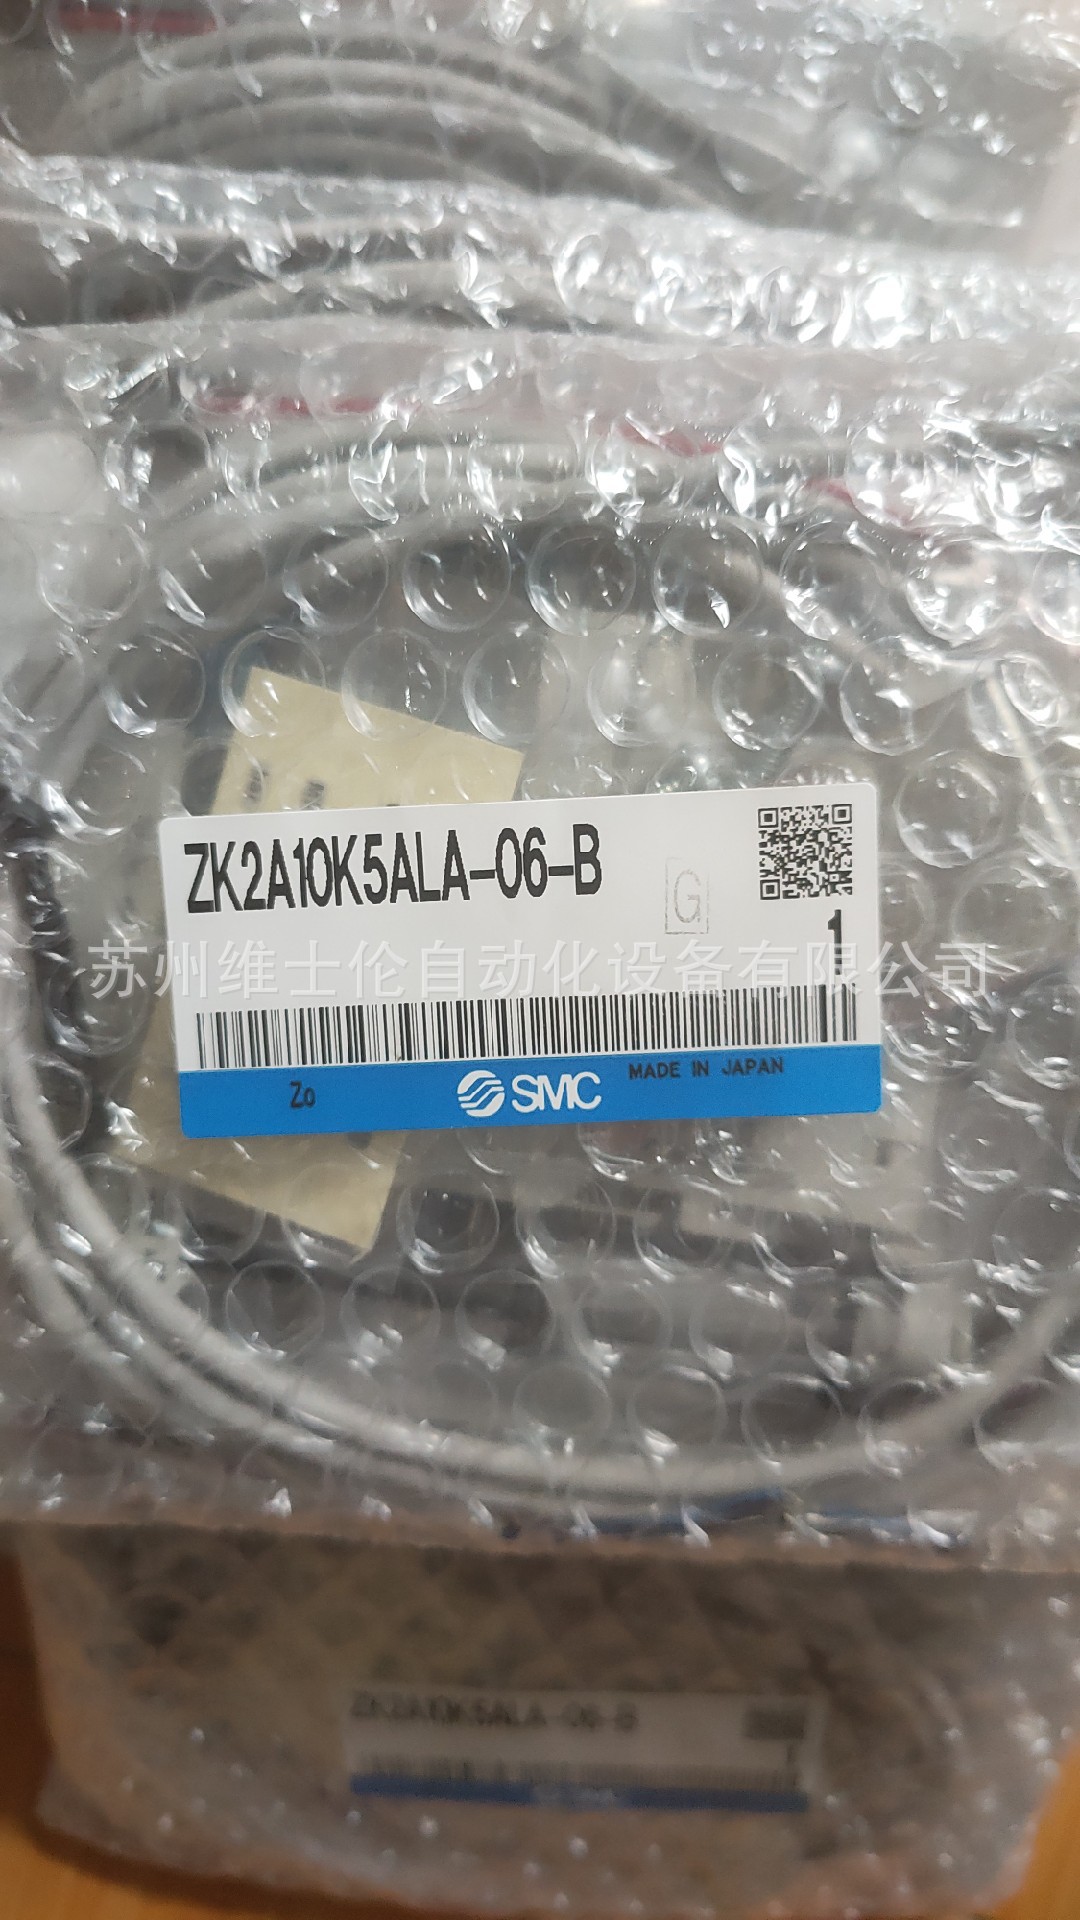 ZK2A10K5ALA-06-B
G
1
苏州维士伦自动化设备有限公司
Zo
SMC
MADE IN JAPAN
ZK2A10K5ALA-06-B